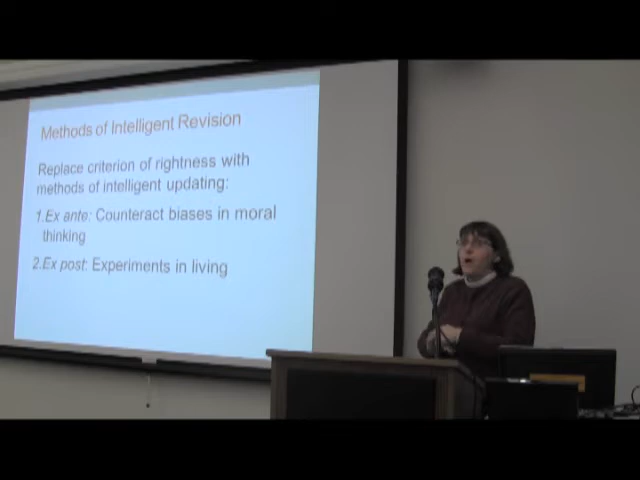 Methods of Intelligent Revision
Replace criterion of rightness with
methods of intelligent updating:
1.Ex ante: Counteract biases in moral
thinking
2.Ex post: Experiments in living